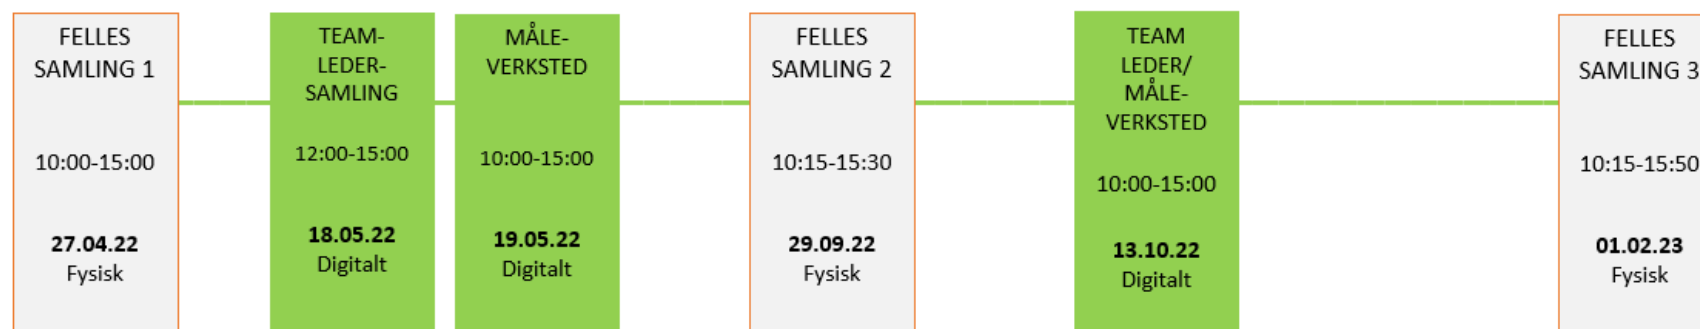 FELLES
SAMLING 1
10:00-15:00
27.04.22
Fysisk
TEAM-
LEDER-
SAMLING
12:00-15:00
18.05.22
Digitalt
MÅLE-
VERKSTED
10:00-15:00
19.05.22
Digitalt
FELLES
SAMLING 2
10:15-15:30
29.09.22
Fysisk
TEAM
LEDER/
MÅLE-
VERKSTED
10:00-15:00
13.10.22
Digitalt
FELLES
SAMLING 3
10:15-15:50
01.02.23
Fysisk